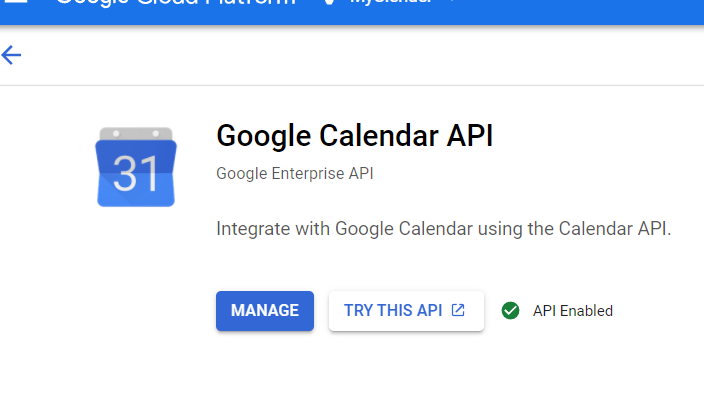 Google Cloud Platform
31
Google Calendar API
Google Enterprise API
Integrate with Google Calendar using the Calendar API.
MANAGE
TRY THIS API
API Enabled